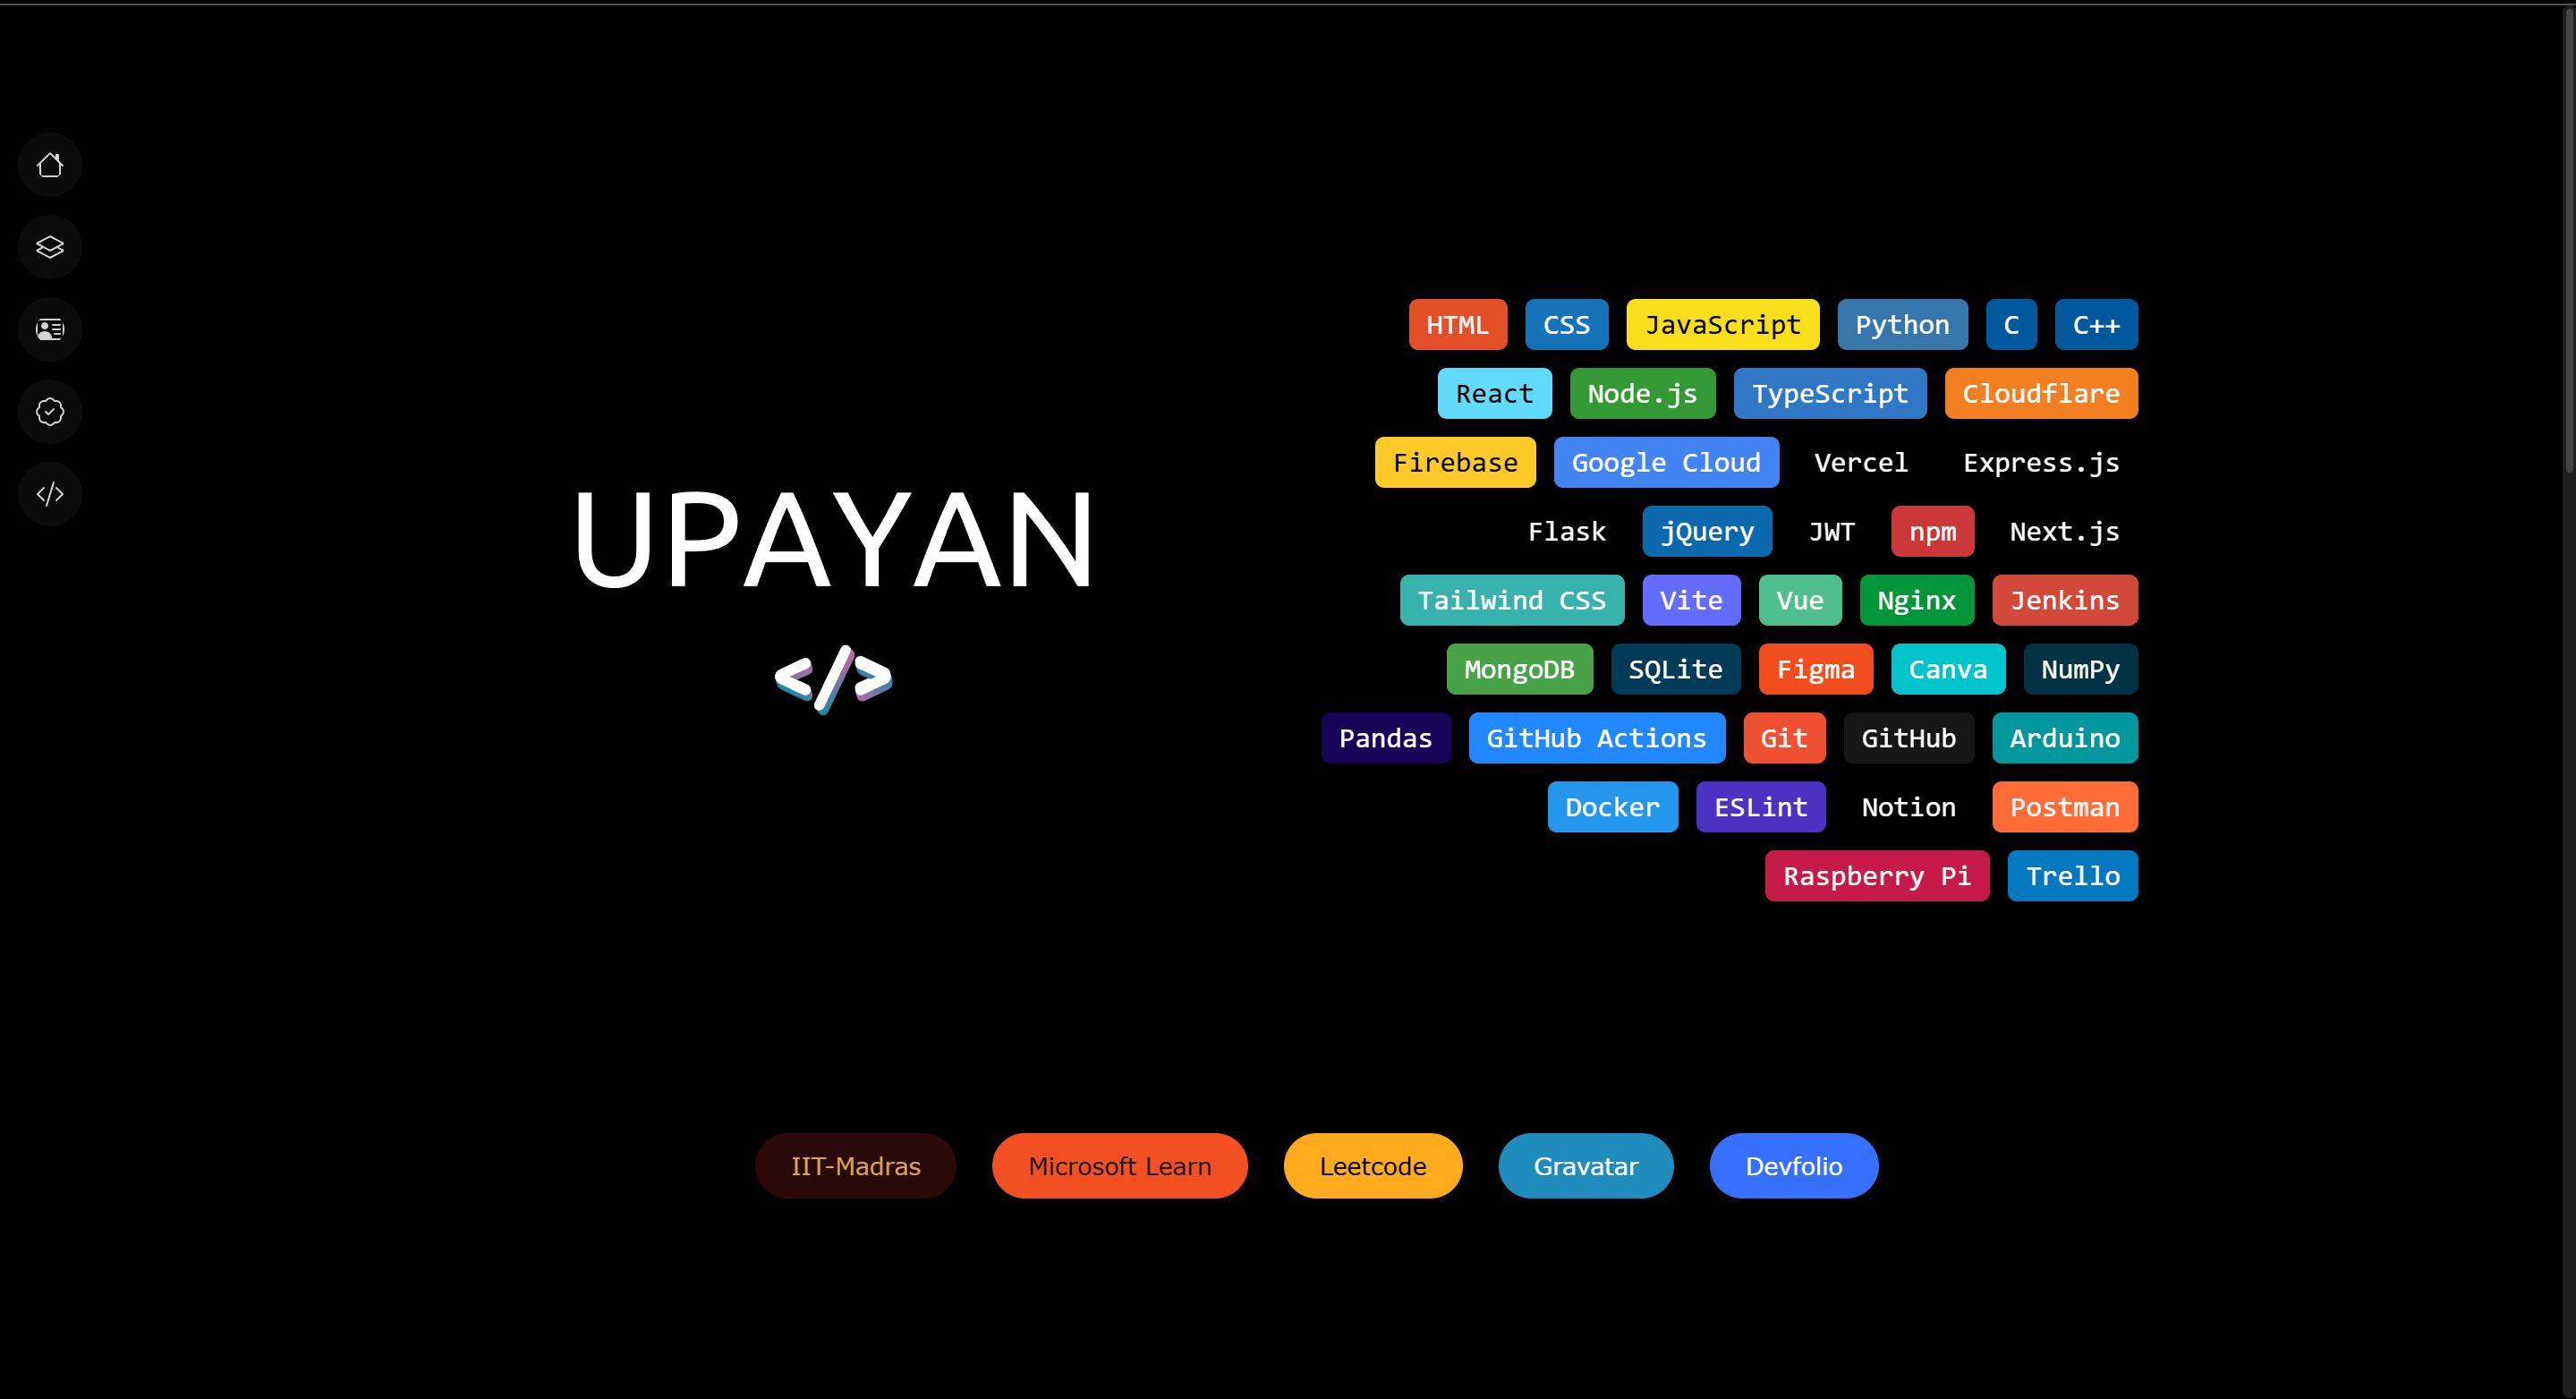 UPAYAN
</>
HTML CSS JavaScript Python C C++
React Node.js TypeScript Cloudflare
Firebase Google Cloud Vercel Express.js
Flask jQuery JWT npm Next.js
Tailwind CSS Vite Vue Nginx Jenkins
MongoDB SQLite Figma Canva NumPy
Pandas GitHub Actions Git GitHub Arduino
Docker ESLint Notion Postman
Raspberry Pi Trello
IIT-Madras Microsoft Learn Leetcode Gravatar Devfolio